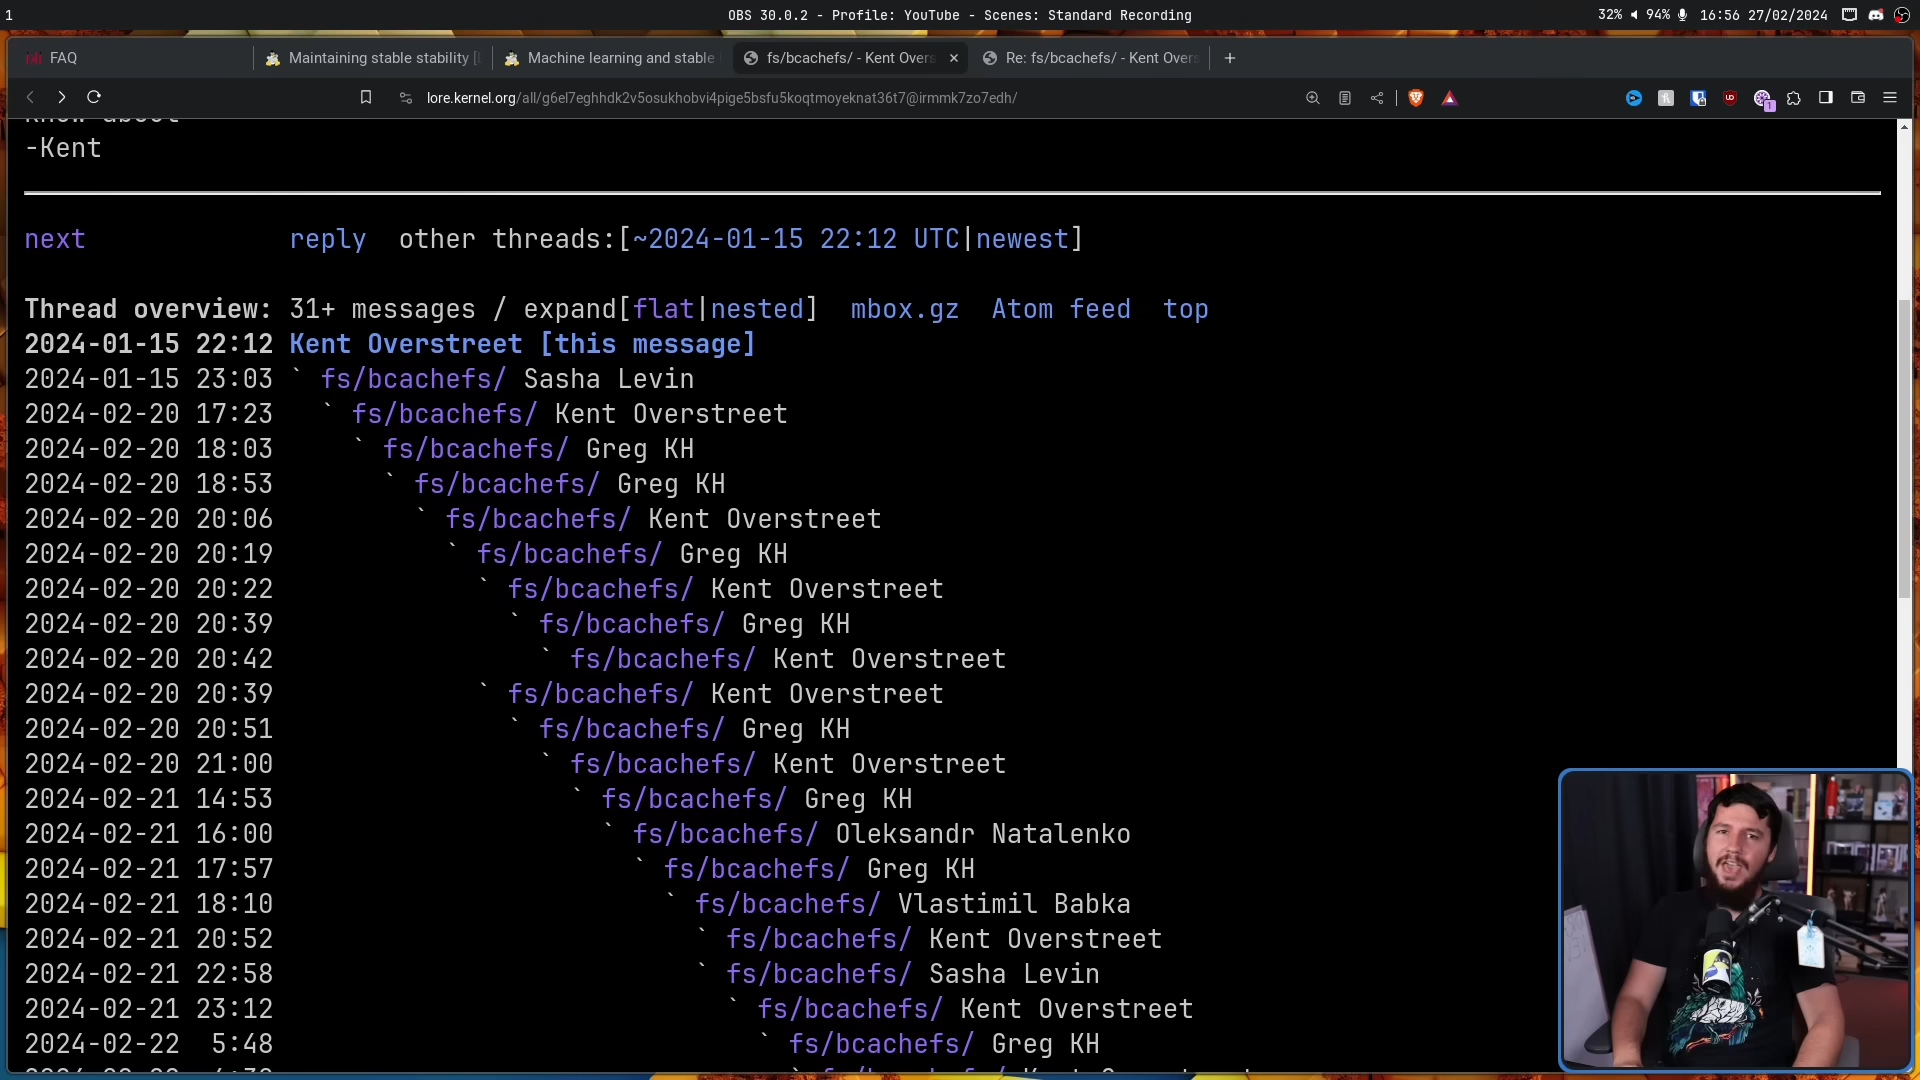 1
OBS 30.0.2 - Profile: YouTube - Scenes: Standard Recording
32% 94% 16:56 27/02/2024
FAQ
Maintaining stable stability [
Machine learning and stable
fs/bcachefs/ - Kent Overs
Re: fs/bcachefs/ - Kent Overs
lore.kernel.org/all/g6el7eghhdk2v5osukhobvi4pige5bsfu5koqtmoyeknat36t7@irmmk7zo7edh/
know about
-Kent
next reply other threads:[~2024-01-15 22:12 UTC|newest]
Thread overview: 31+ messages / expand[flat|nested] mbox.gz Atom feed top
2024-01-15 22:12 Kent Overstreet [this message]
2024-01-15 23:03 ` fs/bcachefs/ Sasha Levin
2024-02-20 17:23 ` fs/bcachefs/ Kent Overstreet
2024-02-20 18:03 ` fs/bcachefs/ Greg KH
2024-02-20 18:53 ` fs/bcachefs/ Greg KH
2024-02-20 20:06 ` fs/bcachefs/ Kent Overstreet
2024-02-20 20:19 ` fs/bcachefs/ Greg KH
2024-02-20 20:22 ` fs/bcachefs/ Kent Overstreet
2024-02-20 20:39 ` fs/bcachefs/ Greg KH
2024-02-20 20:42 ` fs/bcachefs/ Kent Overstreet
2024-02-20 20:39 ` fs/bcachefs/ Kent Overstreet
2024-02-20 20:51 ` fs/bcachefs/ Greg KH
2024-02-20 21:00 ` fs/bcachefs/ Kent Overstreet
2024-02-21 14:53 ` fs/bcachefs/ Greg KH
2024-02-21 16:00 ` fs/bcachefs/ Oleksandr Natalenko
2024-02-21 17:57 ` fs/bcachefs/ Greg KH
2024-02-21 18:10 ` fs/bcachefs/ Vlastimil Babka
2024-02-21 20:52 ` fs/bcachefs/ Kent Overstreet
2024-02-21 22:58 ` fs/bcachefs/ Sasha Levin
2024-02-21 23:12 ` fs/bcachefs/ Kent Overstreet
2024-02-22 5:48 ` fs/bcachefs/ Greg KH